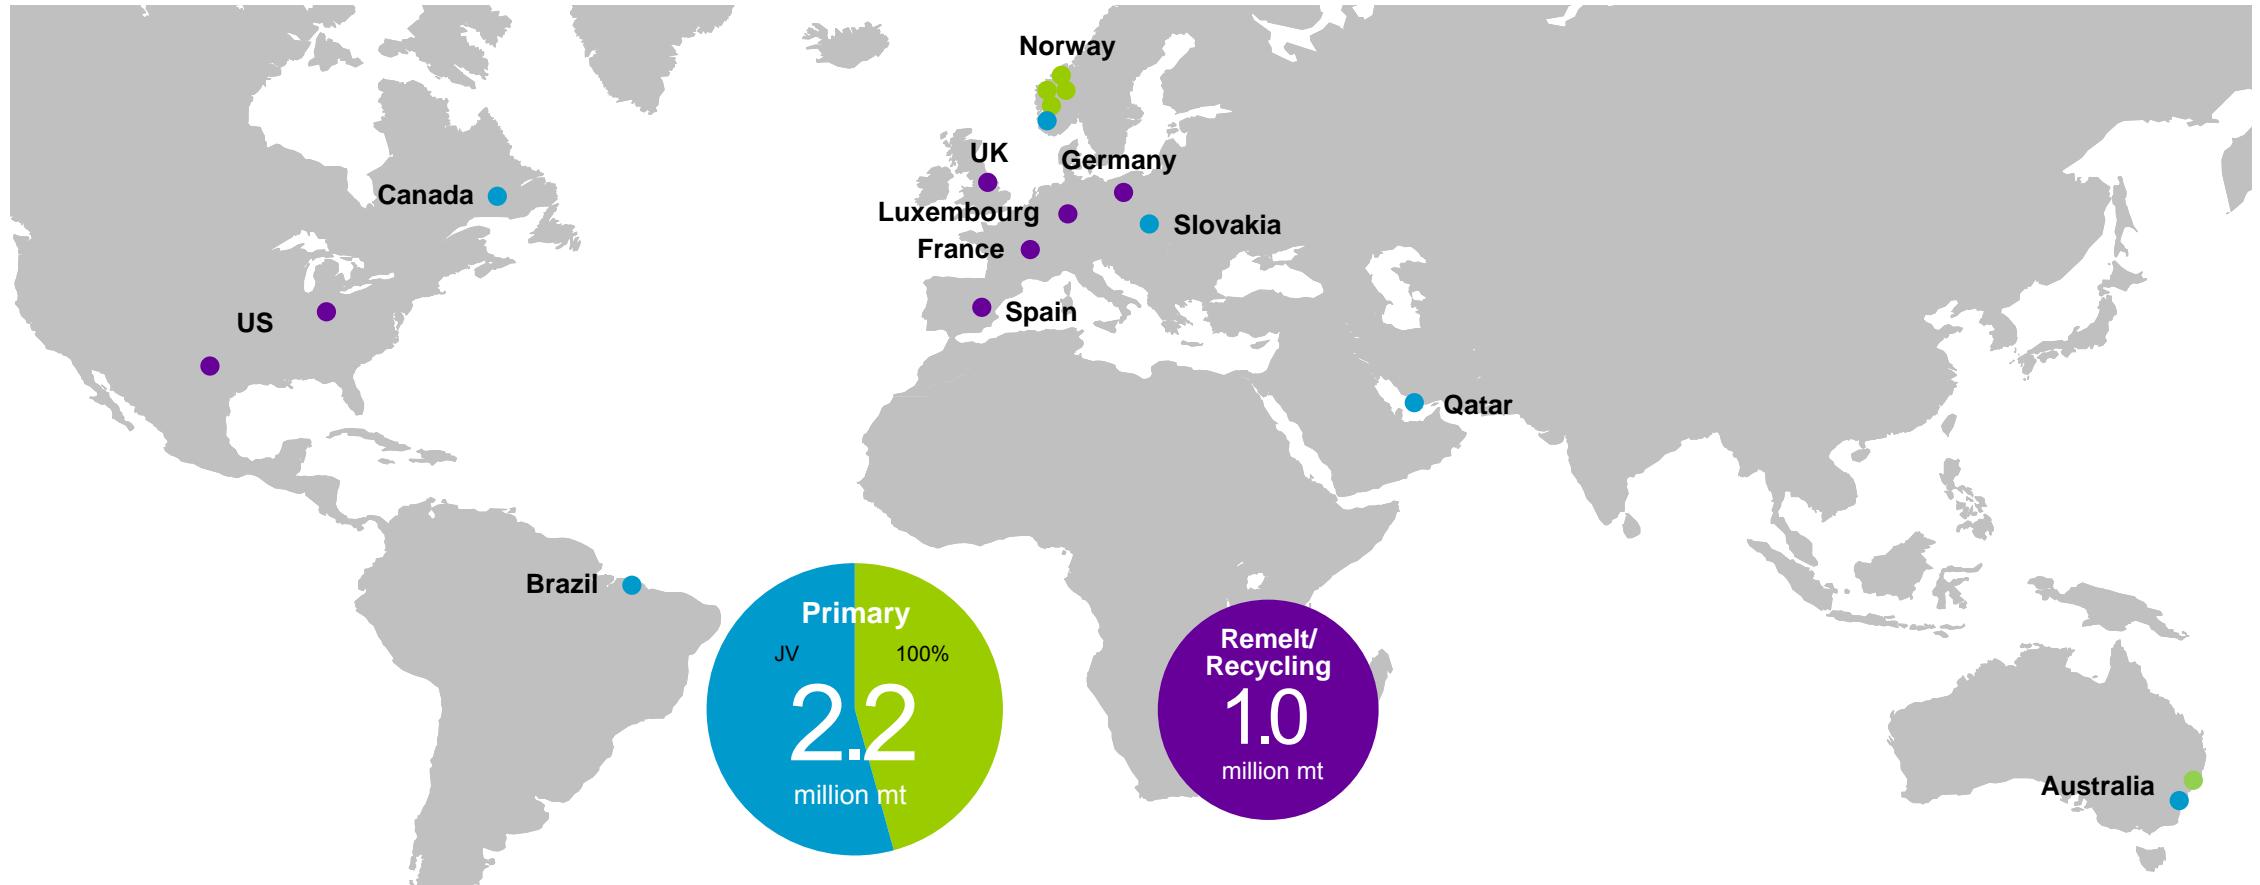 Norway
UK
Germany
Canada
Luxembourg
Slovakia
France
US
Spain
Qatar
Brazil
Primary
JV
100%
2.2
million mt
Remelt/
Recycling
1.0
million mt
Australia